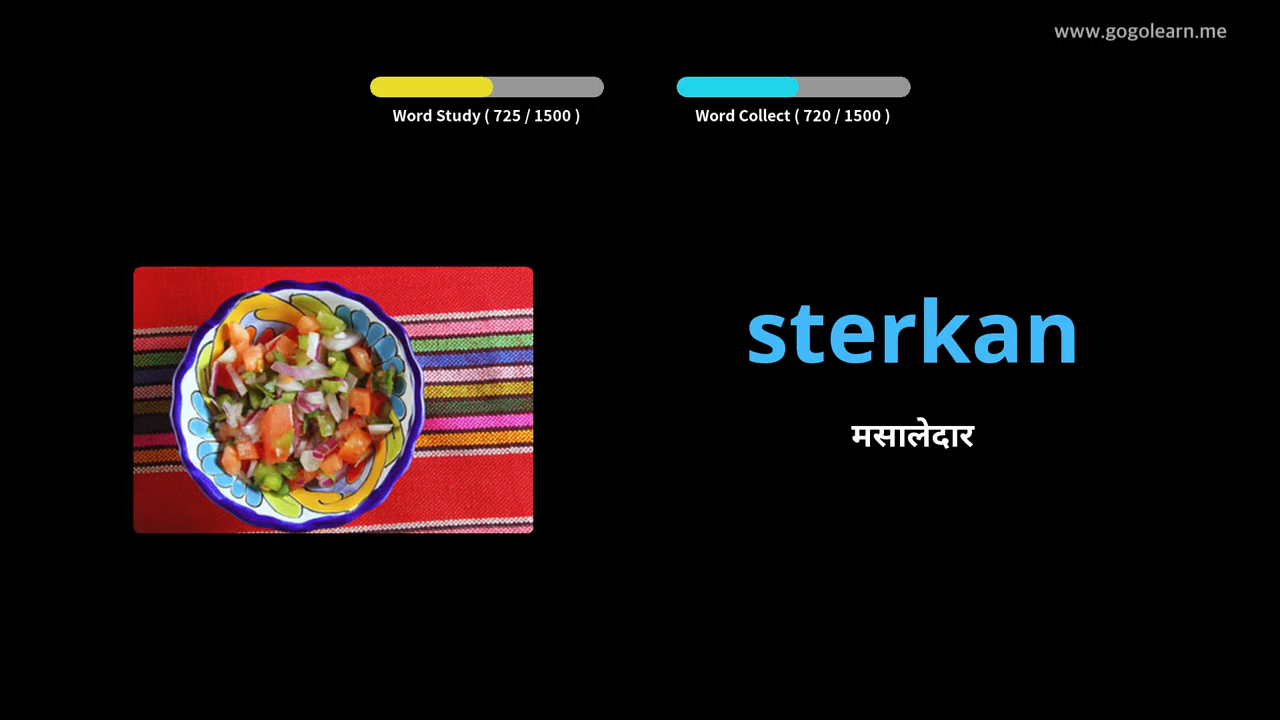 www.gogolearn.me
Word Study ( 725 / 1500 )
Word Collect ( 720 / 1500 )
sterkan
मसालेदार